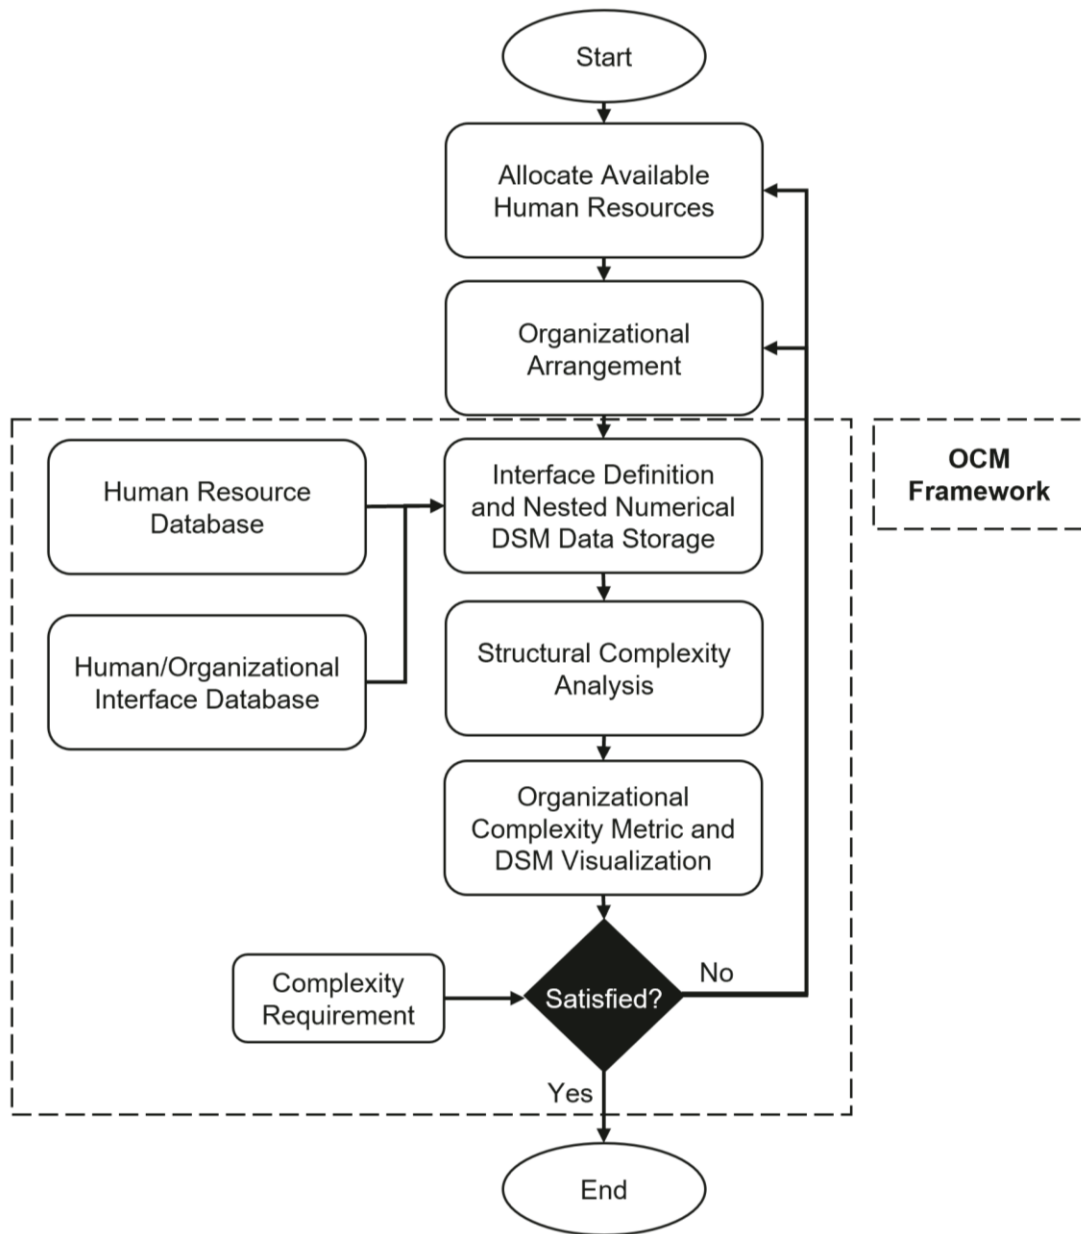 Start
Allocate Available
Human Resources
Organizational
Arrangement
OCM
Framework
Human Resource
Database
Interface Definition
and Nested Numerical
DSM Data Storage
Human/Organizational
Interface Database
Structural Complexity
Analysis
Organizational
Complexity Metric and
DSM Visualization
Complexity
Requirement
Satisfied?
No
Yes
End